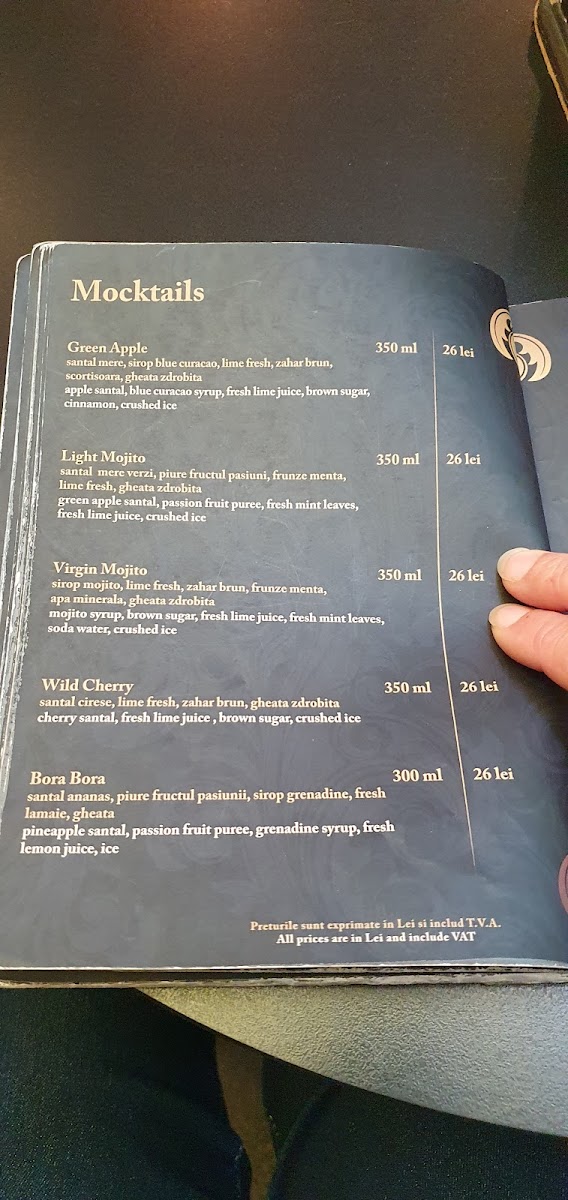 Mocktails
Green Apple 350 ml 26 lei
santal mere, sirop blue curacao, lime fresh, zahar brun,
scortisoara, gheata zdrobita
apple santal, blue curacao syrup, fresh lime juice, brown sugar,
cinnamon, crushed ice
Light Mojito 350 ml 26 lei
santal mere verzi, piure fructul pasiuni, frunze menta,
lime fresh, gheata zdrobita
green apple santal, passion fruit puree, fresh mint leaves,
fresh lime juice, crushed ice
Virgin Mojito 350 ml 26 lei
sirop mojito, lime fresh, zahar brun, frunze menta,
apa minerala, gheata zdrobita
mojito syrup, brown sugar, fresh lime juice, fresh mint leaves,
soda water, crushed ice
Wild Cherry 350 ml 26 lei
santal cirese, lime fresh, zahar brun, gheata zdrobita
cherry santal, fresh lime juice , brown sugar, crushed ice
Bora Bora 300 ml 26 lei
santal ananas, piure fructul pasiunii, sirop grenadine, fresh
lamaie, gheata
pineapple santal, passion fruit puree, grenadine syrup, fresh
lemon juice, ice
Preturile sunt exprimate in Lei si includ T.V.A.
All prices are in Lei and include VAT